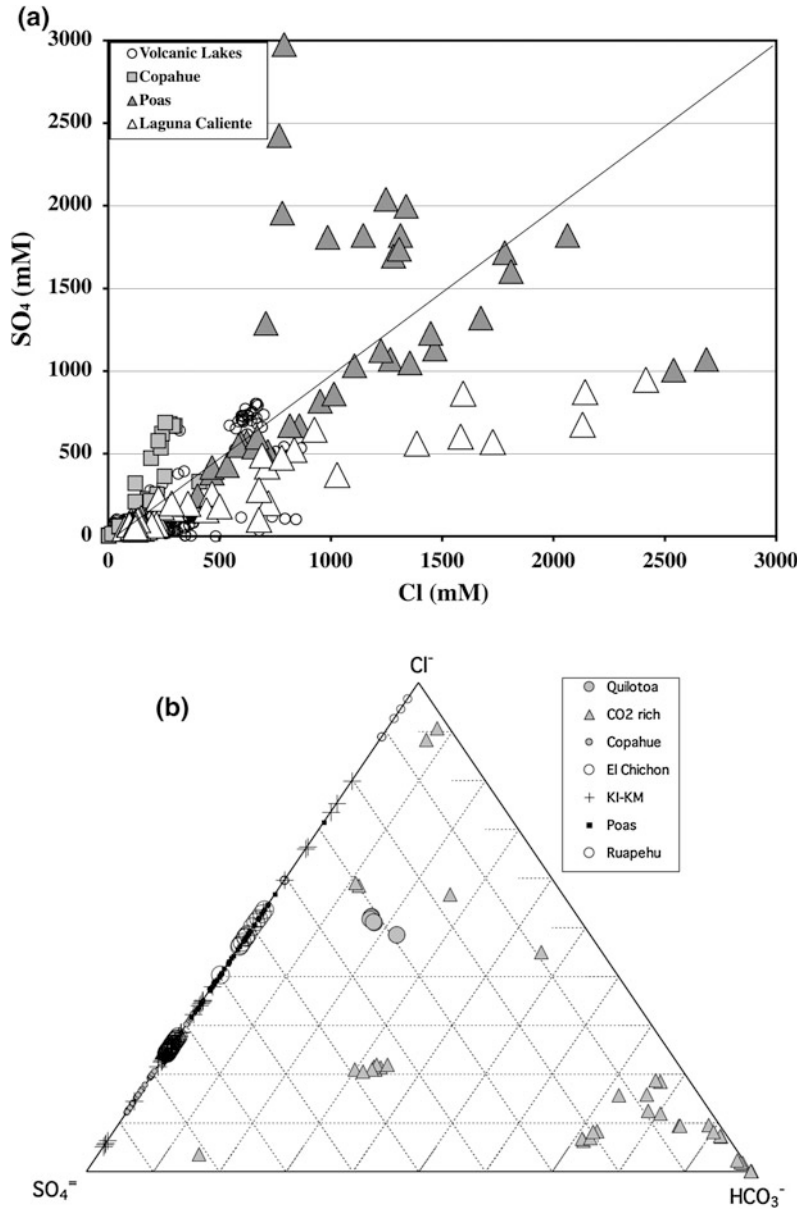 (a)
3000
2500
2000
1500
1000
500
0
SO₄ (mM)
Volcanic Lakes
Copahue
Poas
Laguna Caliente
0 500 1000 1500 2000 2500 3000
Cl (mM)
(b)
Cl⁻
SO₄⁼
HCO₃⁻
Quilotoa
CO2 rich
Copahue
El Chichon
KI-KM
Poas
Ruapehu